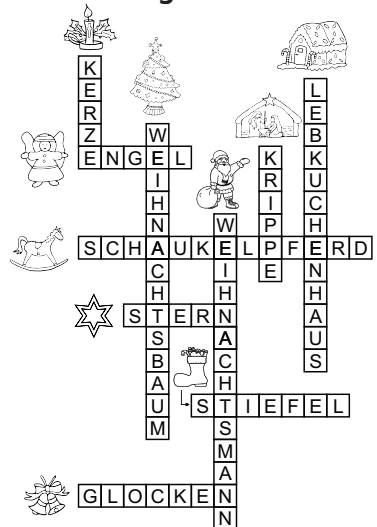 KERZE
LEBKUCHENHAUS
WEIHNACHTSBAUM
ENGEL
KRIPPE
WEIHNACHTSMANN
SCHAUKELPFERD
STERN
STIEFEL
GLOCKEN